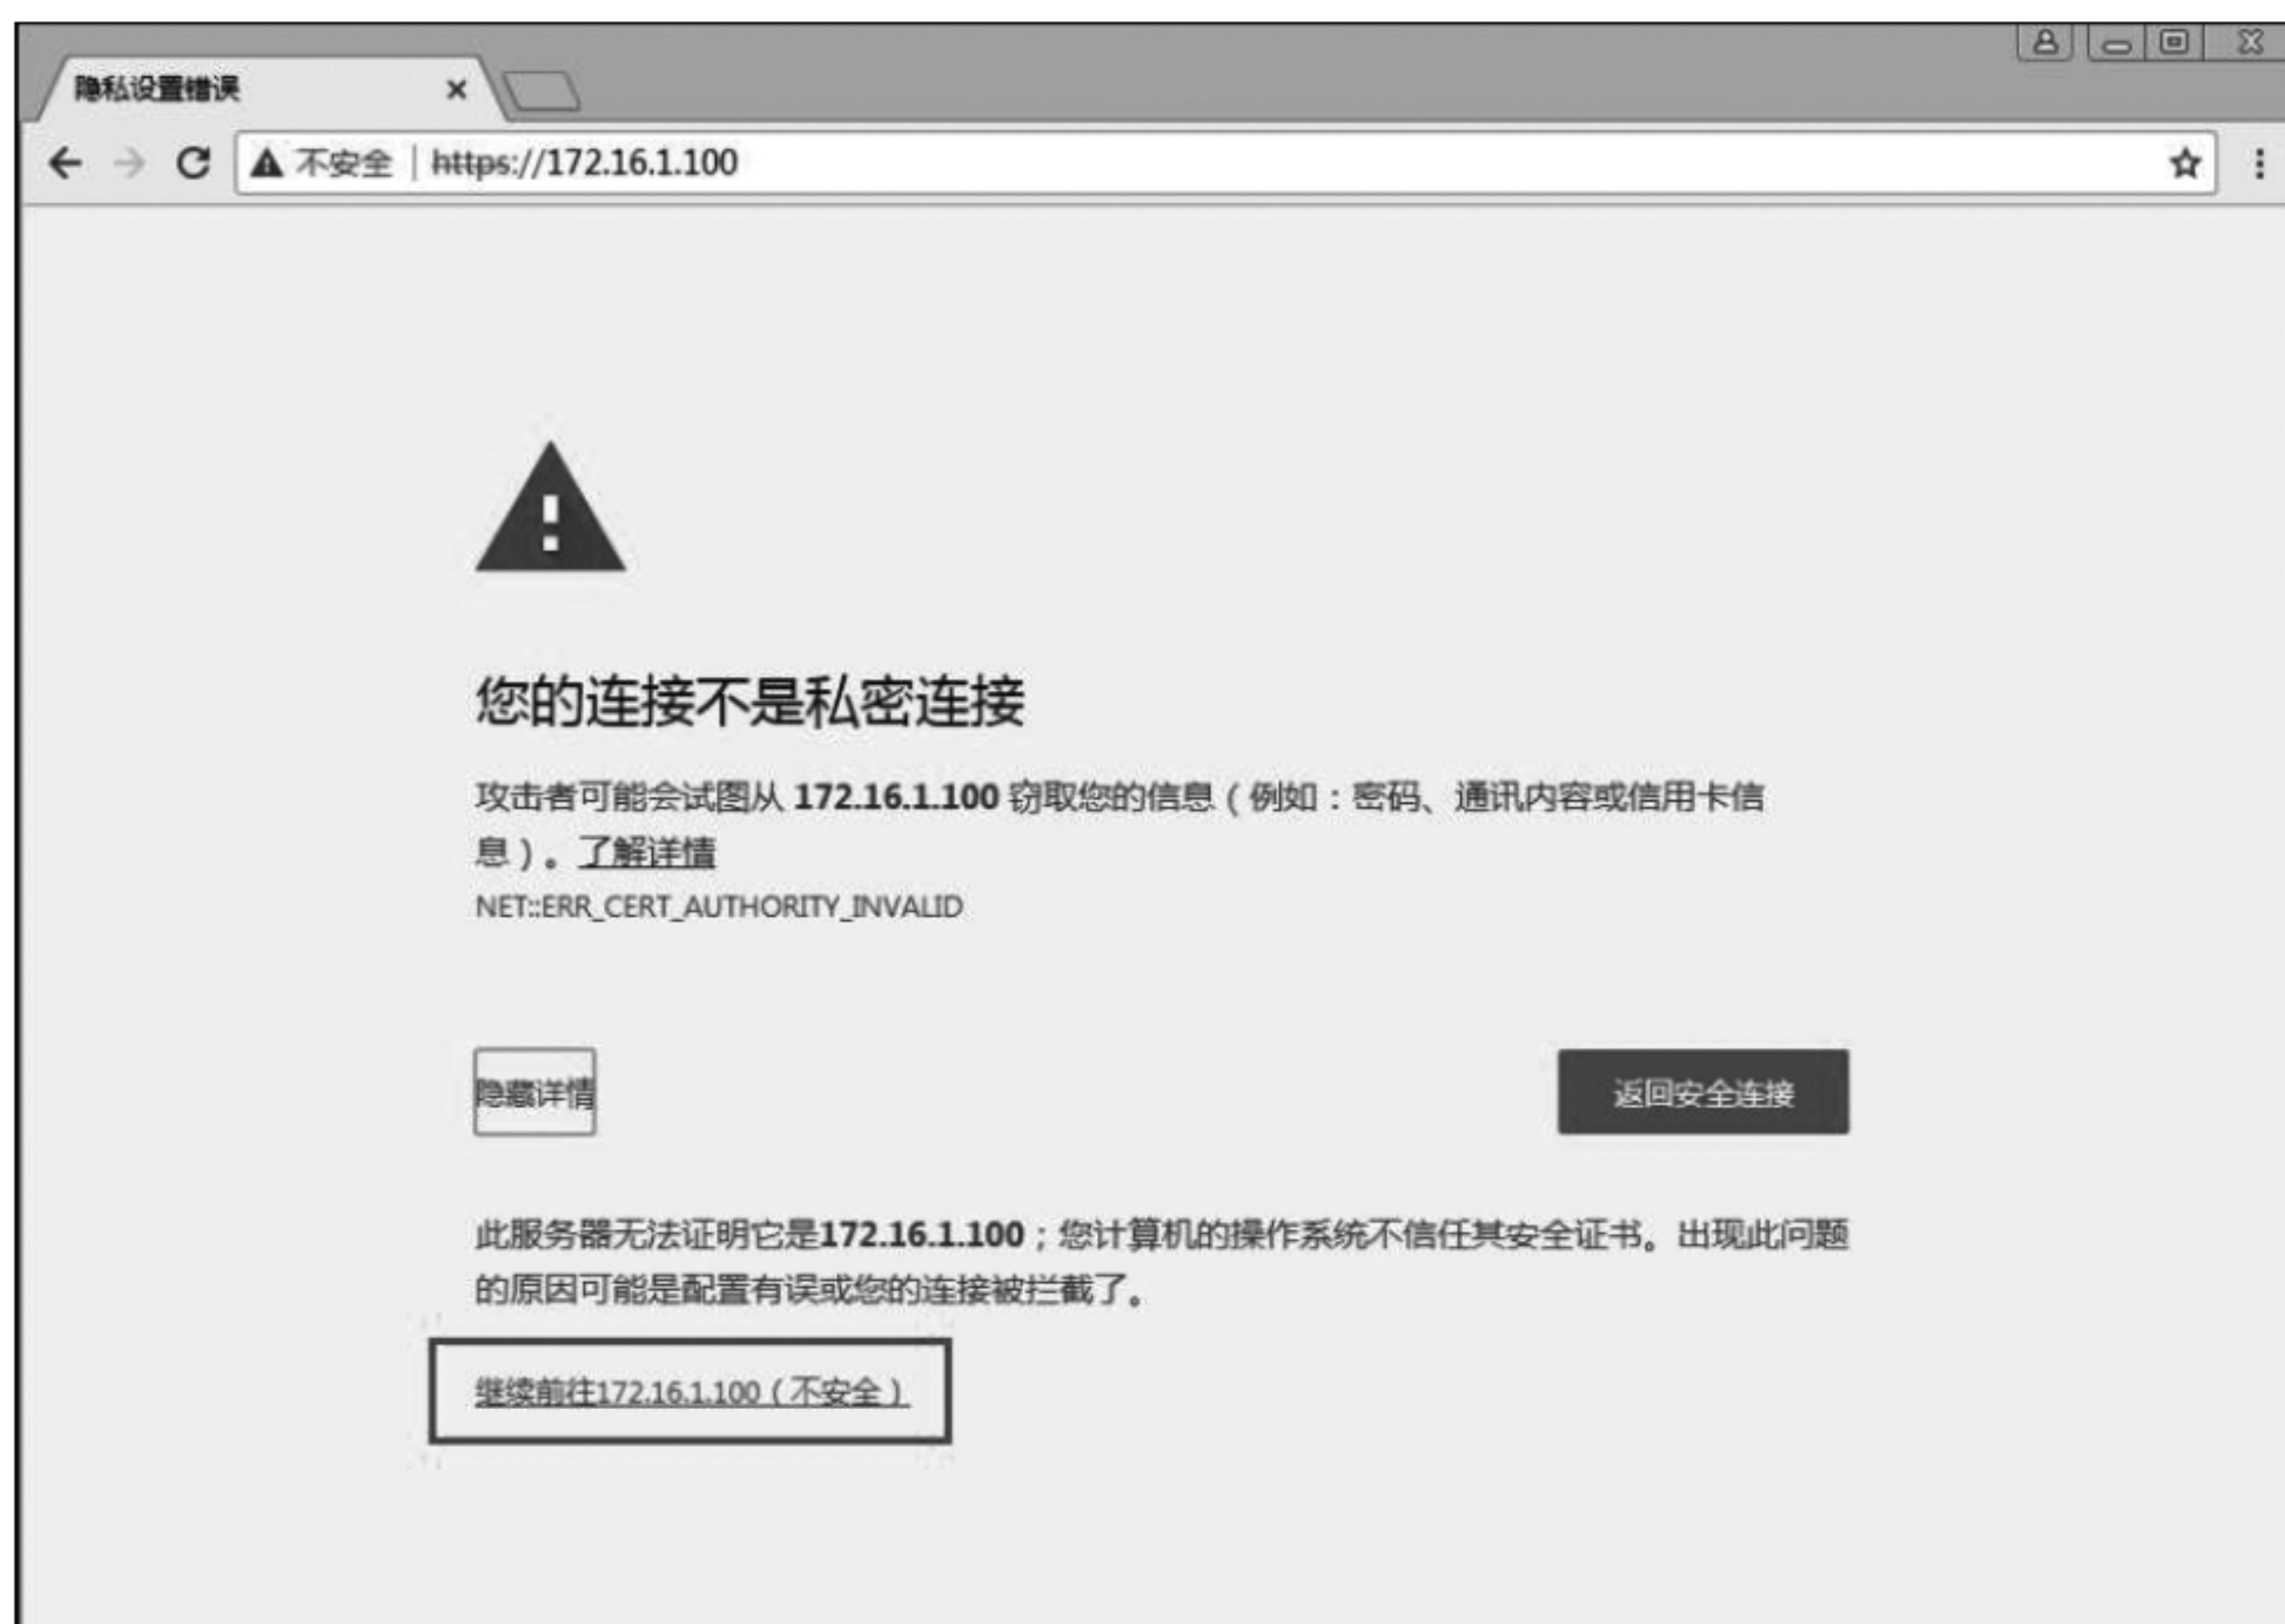 隐私设置错误
不安全 https://172.16.1.100
您的连接不是私密连接
攻击者可能会试图从 172.16.1.100 窃取您的信息（例如：密码、通讯内容或信用卡信
息）。了解详情
NET::ERR_CERT_AUTHORITY_INVALID
隐藏详情
返回安全连接
此服务器无法证明它是172.16.1.100；您计算机的操作系统不信任其安全证书。出现此问题
的原因可能是配置有误或您的连接被拦截了。
继续前往172.16.1.100（不安全）